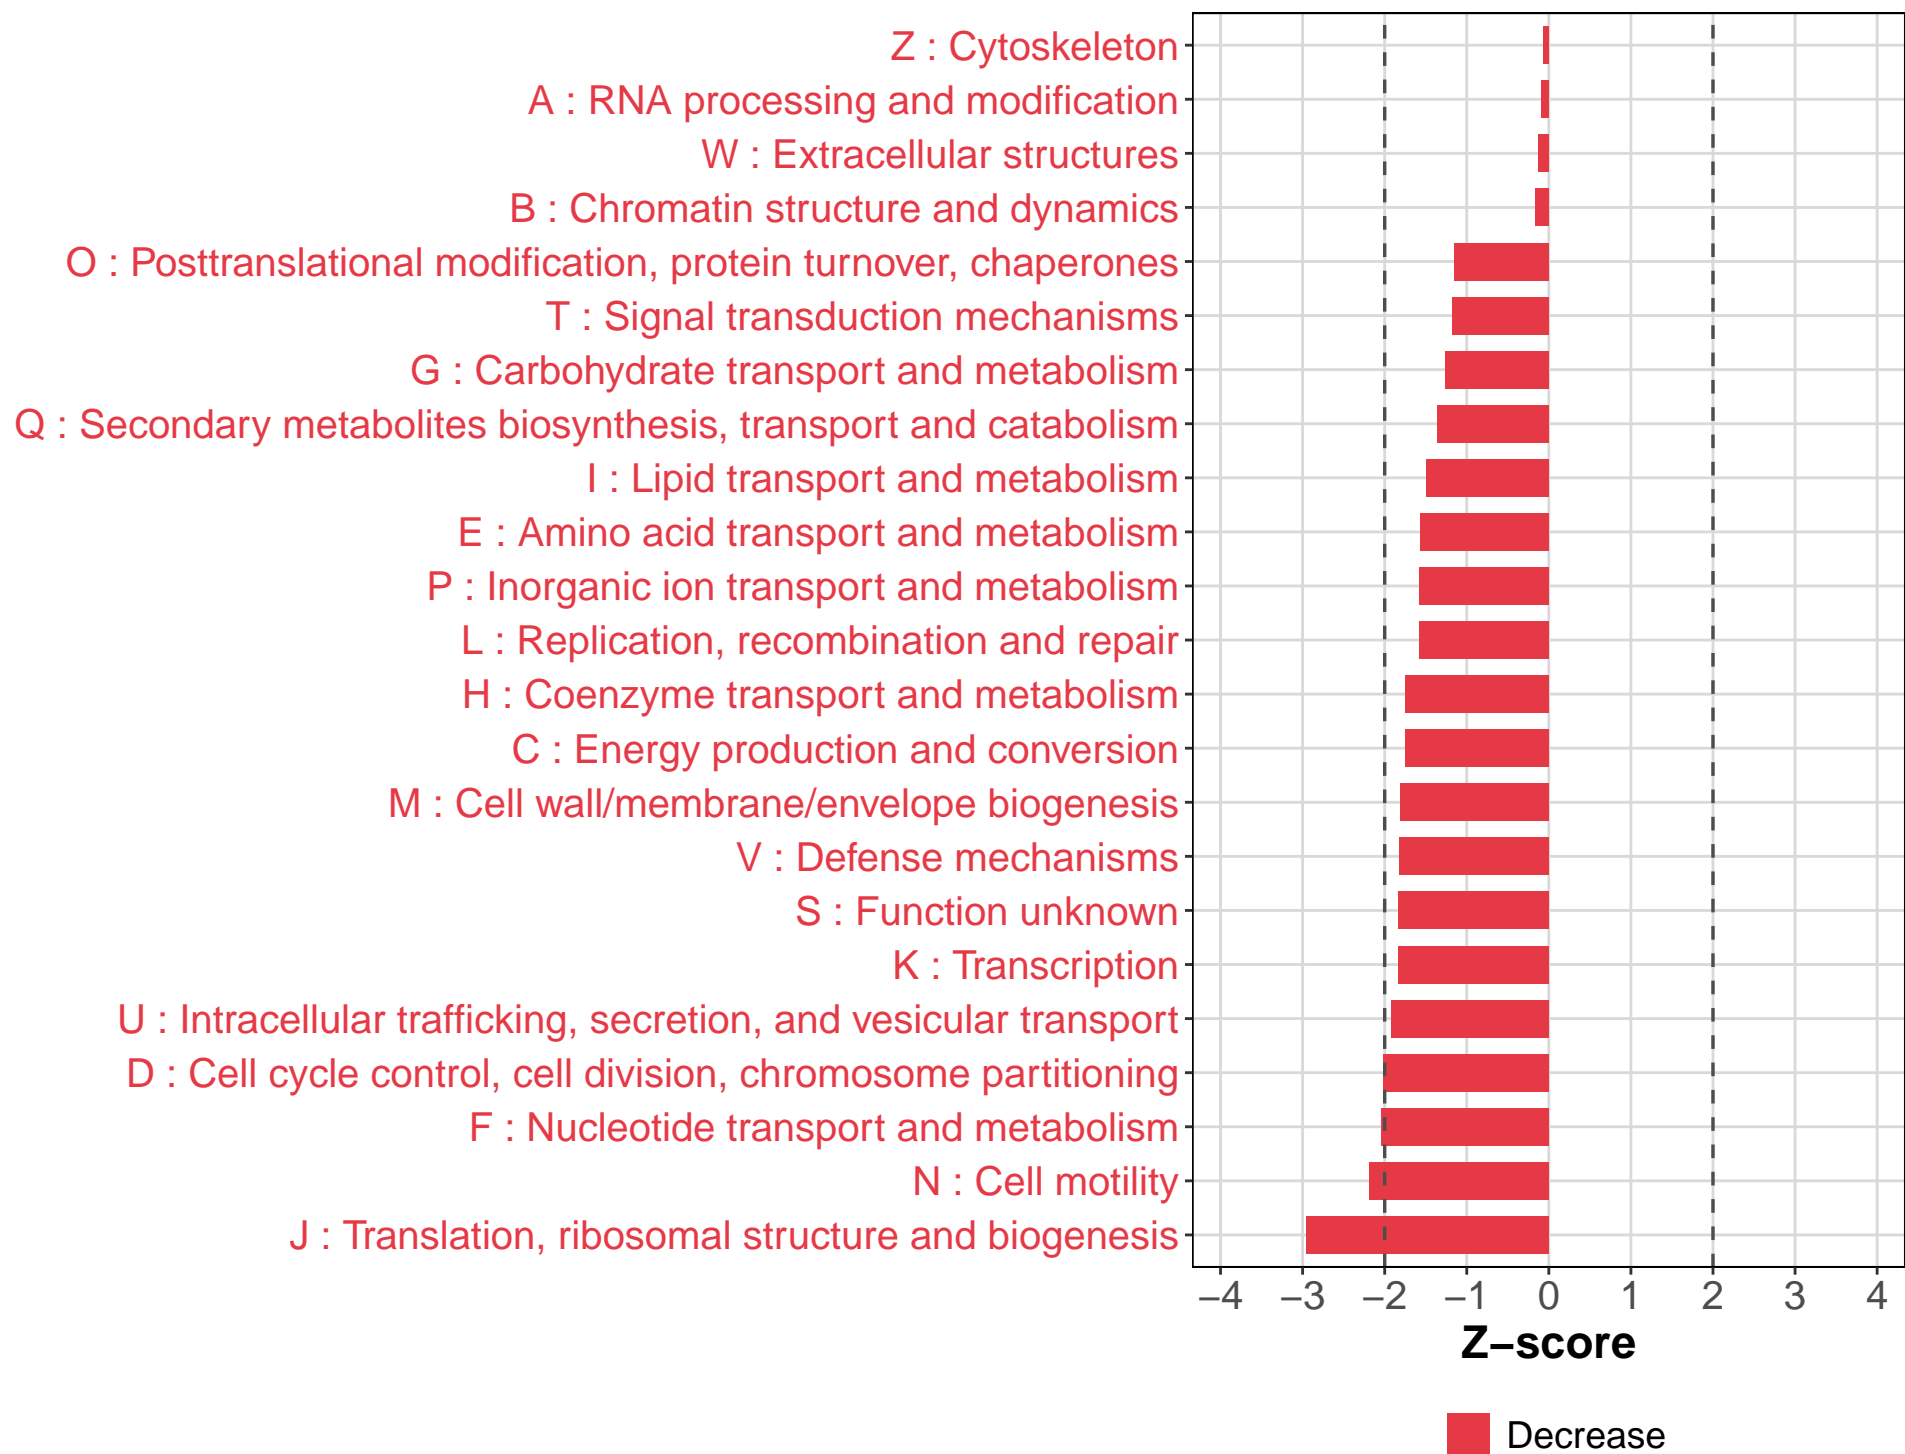 Z : Cytoskeleton
A : RNA processing and modification
W : Extracellular structures
B : Chromatin structure and dynamics
O : Posttranslational modification, protein turnover, chaperones
T : Signal transduction mechanisms
G : Carbohydrate transport and metabolism
Q : Secondary metabolites biosynthesis, transport and catabolism
I : Lipid transport and metabolism
E : Amino acid transport and metabolism
P : Inorganic ion transport and metabolism
L : Replication, recombination and repair
H : Coenzyme transport and metabolism
C : Energy production and conversion
M : Cell wall/membrane/envelope biogenesis
V : Defense mechanisms
S : Function unknown
K : Transcription
U : Intracellular trafficking, secretion, and vesicular transport
D : Cell cycle control, cell division, chromosome partitioning
F : Nucleotide transport and metabolism
N : Cell motility
J : Translation, ribosomal structure and biogenesis
−4 −3 −2 −1 0 1 2 3 4
Z−score
Decrease